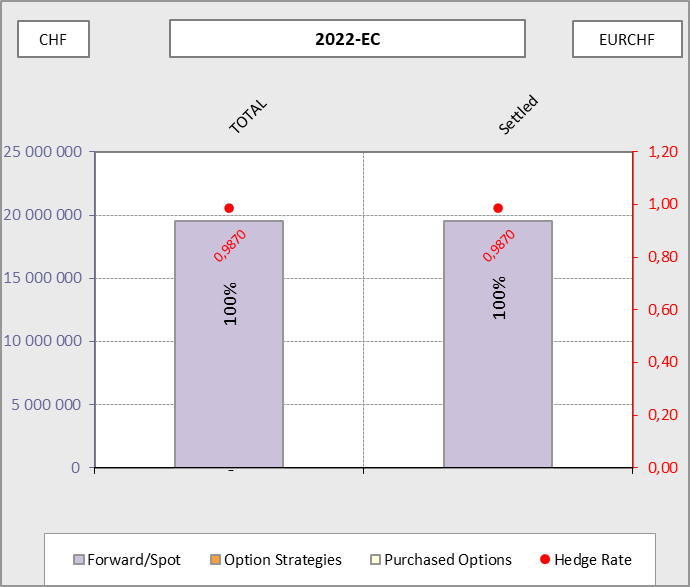 CHF
2022-EC
EURCHF
TOTAL
Settled
25 000 000
20 000 000
15 000 000
10 000 000
5 000 000
0
1,20
1,00
0,80
0,60
0,40
0,20
0,00
0,9870
100%
0,9870
100%
-
Forward/Spot
Option Strategies
Purchased Options
Hedge Rate